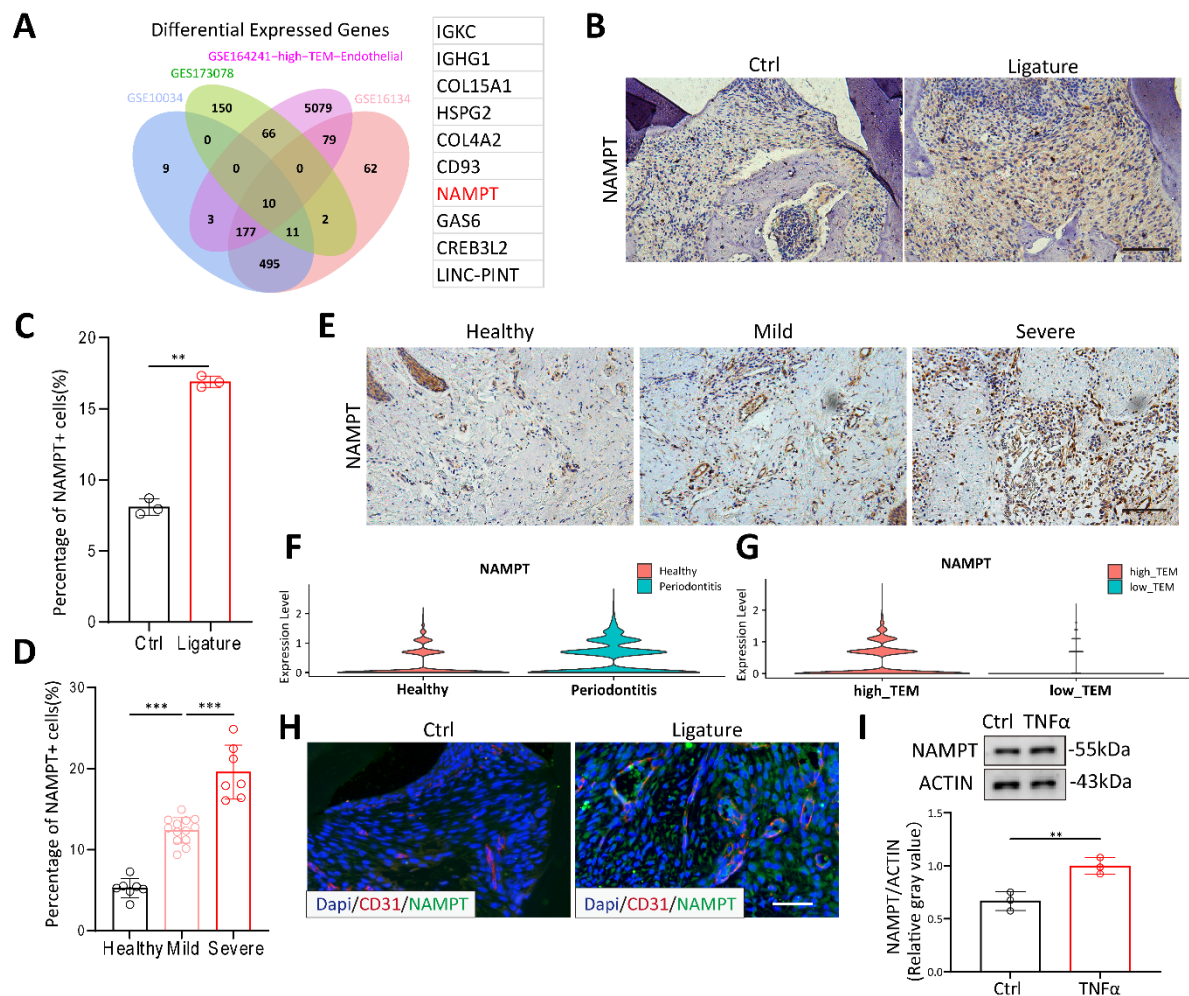 A
Differential Expressed Genes
GSE164241-high-TEM-Endothelial
GES173078
GSE10034
GSE16134
150
5079
0
66
79
9
0
0
62
10
3
2
177
11
495
IGKC
IGHG1
COL15A1
HSPG2
COL4A2
CD93
NAMPT
GAS6
CREB3L2
LINC-PINT
B
Ctrl
Ligature
NAMPT
C
Percentage of NAMPT+ cells(%)
20
15
10
5
0
**
Ctrl
Ligature
D
Percentage of NAMPT+ cells(%)
30
20
10
0
***
***
Healthy
Mild
Severe
E
Healthy
Mild
Severe
NAMPT
F
NAMPT
Healthy
Periodontitis
Expression Level
2
1
0
Healthy
Periodontitis
G
NAMPT
high_TEM
low_TEM
Expression Level
2
1
0
high_TEM
low_TEM
H
Ctrl
Ligature
Dapi/CD31/NAMPT
Dapi/CD31/NAMPT
I
Ctrl TNFα
NAMPT
-55kDa
ACTIN
-43kDa
NAMPT/ACTIN
(Relative gray value)
1.5
1.0
0.5
0.0
**
Ctrl
TNFα